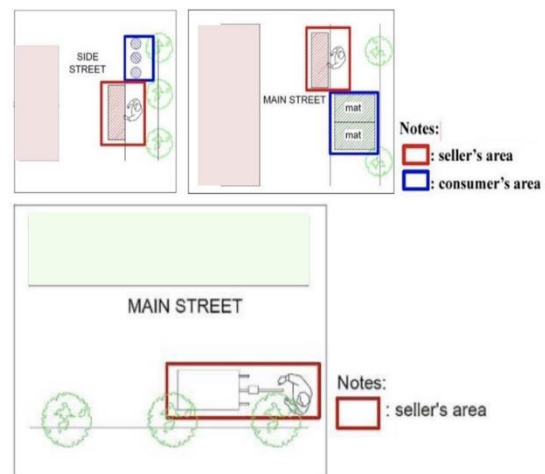 SIDE
STREET
MAIN STREET
mat
mat
Notes:
: seller's area
: consumer's area
MAIN STREET
Notes:
: seller's area